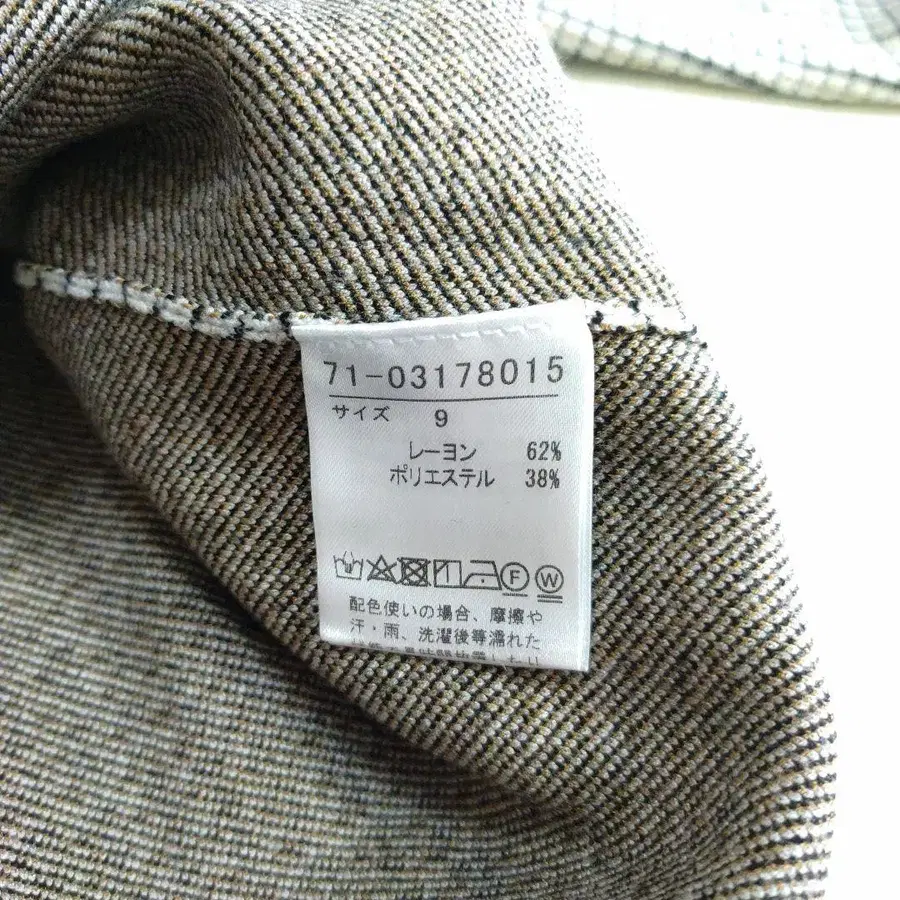 71-03178015
サイズ 9
レーヨン 62%
ポリエステル 38%
F W
配色使いの場合、摩擦や
汗・雨、洗濯後等濡れた